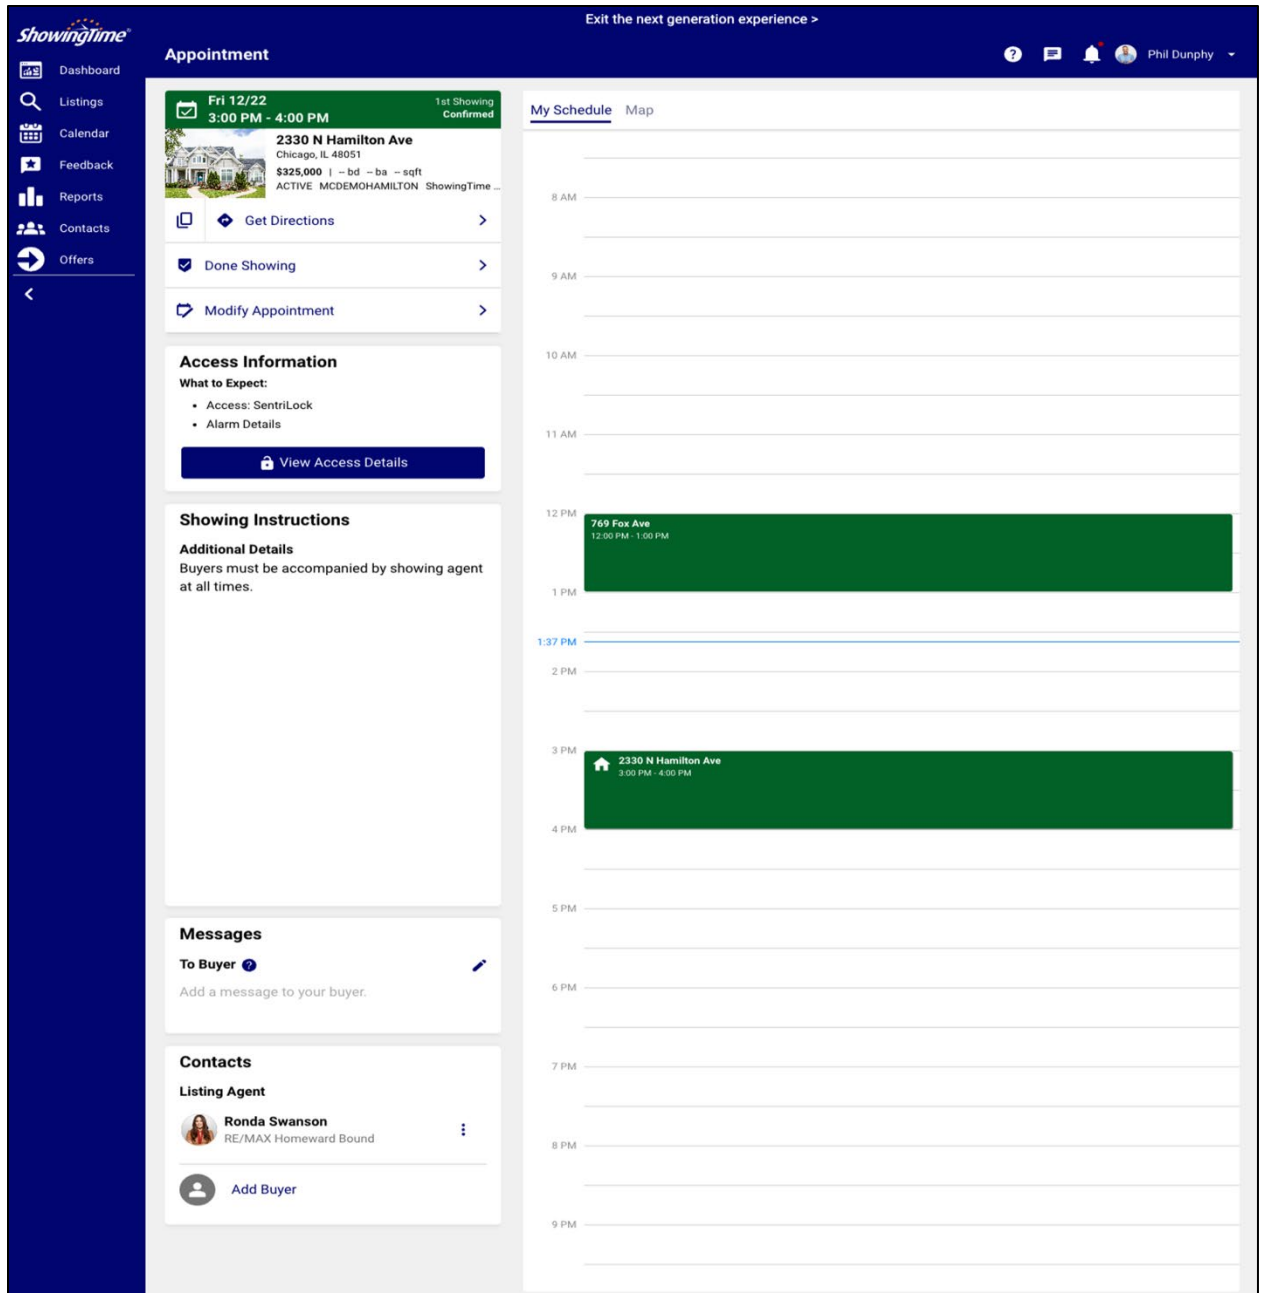 Exit the next generation experience >
ShowingTime®
Appointment
Phil Dunphy
Dashboard
Listings
Calendar
Feedback
Reports
Contacts
Offers
Fri 12/22
3:00 PM - 4:00 PM
1st Showing
Confirmed
2330 N Hamilton Ave
Chicago, IL 48051
$325,000 | -- bd -- ba -- sqft
ACTIVE MCDEMOHAMILTON ShowingTime ...
Get Directions
Done Showing
Modify Appointment
Access Information
What to Expect:
• Access: SentriLock
• Alarm Details
View Access Details
Showing Instructions
Additional Details
Buyers must be accompanied by showing agent
at all times.
Messages
To Buyer
Add a message to your buyer.
Contacts
Listing Agent
Ronda Swanson
RE/MAX Homeward Bound
Add Buyer
My Schedule Map
8 AM
9 AM
10 AM
11 AM
12 PM
769 Fox Ave
12:00 PM - 1:00 PM
1 PM
1:37 PM
2 PM
3 PM
2330 N Hamilton Ave
3:00 PM - 4:00 PM
4 PM
5 PM
6 PM
7 PM
8 PM
9 PM